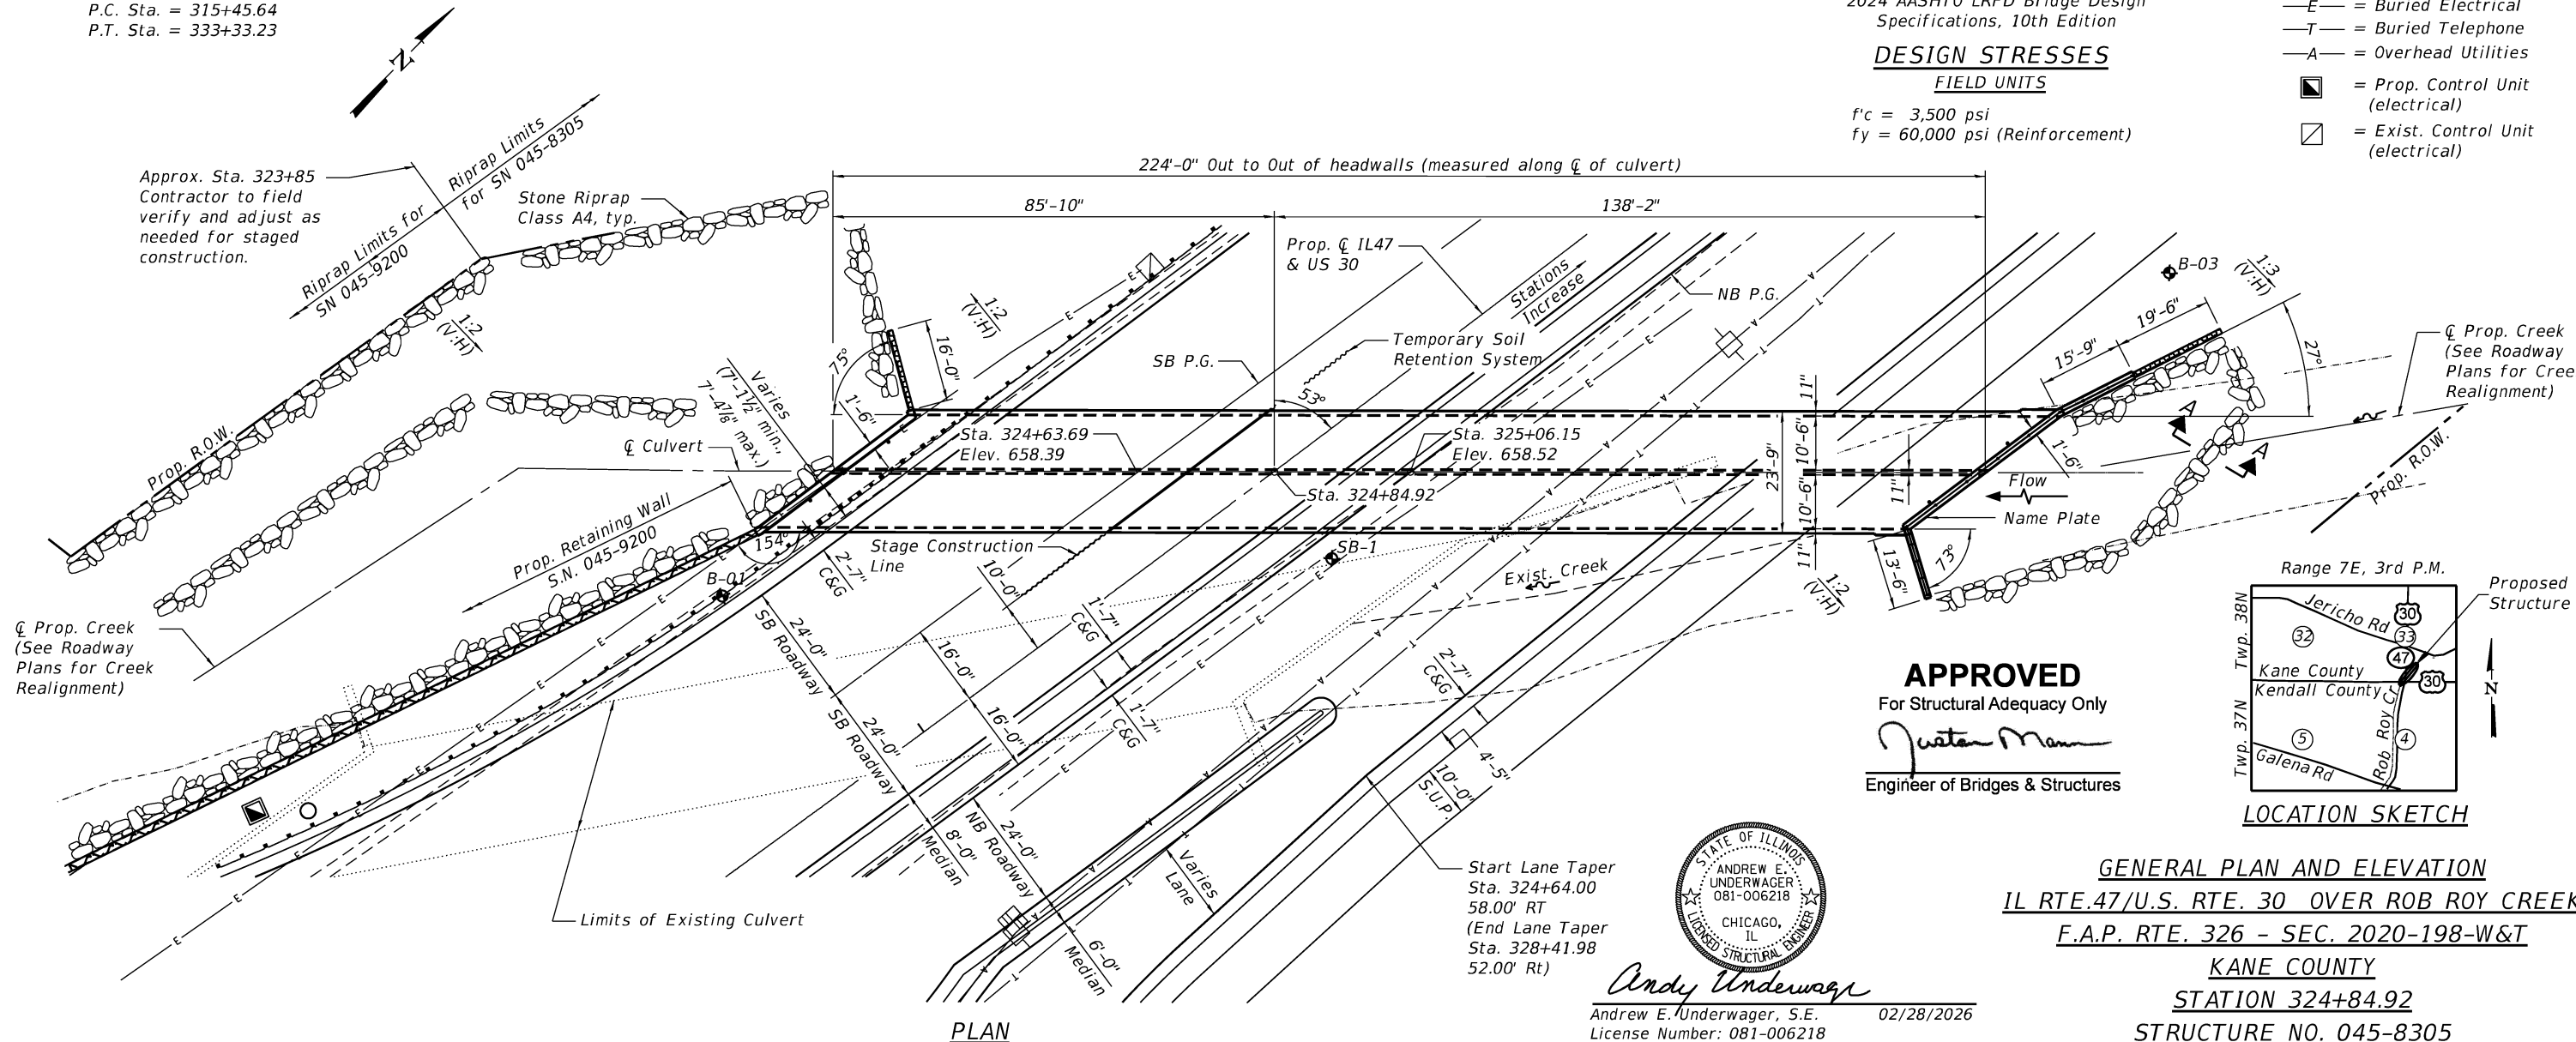 P.C. Sta. = 315+45.64
P.T. Sta. = 333+33.23
N
Specifications, 10th Edition
DESIGN STRESSES
FIELD UNITS
f'c = 3,500 psi
fy = 60,000 psi (Reinforcement)
E = Buried Electrical
T = Buried Telephone
A = Overhead Utilities
= Prop. Control Unit
(electrical)
= Exist. Control Unit
(electrical)
Approx. Sta. 323+85
Contractor to field
verify and adjust as
needed for staged
construction.
Riprap Limits
for SN 045-8305
Riprap Limits for
SN 045-9200
Stone Riprap
Class A4, typ.
224'-0" Out to Out of headwalls (measured along ℄ of culvert)
85'-10"
138'-2"
Prop. ℄ IL47
& US 30
Stations
Increase
NB P.G.
SB P.G.
Temporary Soil
Retention System
53°
B-03
1:3
(V:H)
19'-6"
15'-9"
27°
℄ Prop. Creek
(See Roadway
Plans for Cree
Realignment)
1:2
(V:H)
1:2
(V:H)
75°
16'-0"
1'-6"
Varies
(7'-1½" min.,
7'-4⅞" max.)
℄ Culvert
Prop. R.O.W.
Sta. 324+63.69
Elev. 658.39
Sta. 325+06.15
Elev. 658.52
Sta. 324+84.92
11"
10'-6"
23'-9"
10'-6"
11"
11"
1'-6"
A
A
Flow
Name Plate
Prop. R.O.W.
Prop. Retaining Wall
S.N. 045-9200
154°
B-01
2'-7"
C&G
Stage Construction
Line
10'-0"
SB-1
Exist. Creek
1:2
(V:H)
13'-6"
73°
℄ Prop. Creek
(See Roadway
Plans for Creek
Realignment)
24'-0"
SB Roadway
24'-0"
SB Roadway
16'-0"
16'-0"
1'-7"
C&G
1'-7"
C&G
8'-0"
Median
24'-0"
NB Roadway
6'-0"
Median
Varies
Lane
2'-7"
C&G
4'-5"
10'-0"
S.U.P.
Limits of Existing Culvert
Start Lane Taper
Sta. 324+64.00
58.00' RT
(End Lane Taper
Sta. 328+41.98
52.00' Rt)
PLAN
APPROVED
For Structural Adequacy Only
Engineer of Bridges & Structures
STATE OF ILLINOIS
ANDREW E.
UNDERWAGER
081-006218
CHICAGO,
IL
LICENSED STRUCTURAL ENGINEER
Andy Underwager
Andrew E. Underwager, S.E. 02/28/2026
License Number: 081-006218
Range 7E, 3rd P.M.
Proposed
Structure
Twp. 38N
Twp. 37N
Jericho Rd
30
32
33
47
Kane County
Kendall County
30
N
Rob Roy Cr
5
4
Galena Rd
LOCATION SKETCH
GENERAL PLAN AND ELEVATION
IL RTE.47/U.S. RTE. 30 OVER ROB ROY CREEK
F.A.P. RTE. 326 - SEC. 2020-198-W&T
KANE COUNTY
STATION 324+84.92
STRUCTURE NO. 045-8305